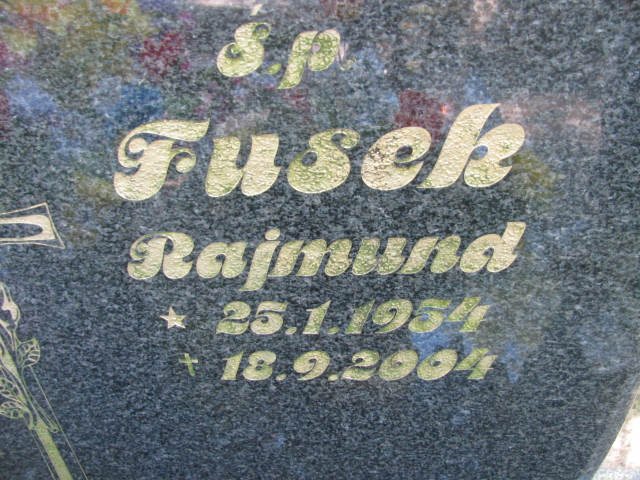 Ś.p.
Fusek
Rajmund
★ 25.1.1954
+ 18.9.2004